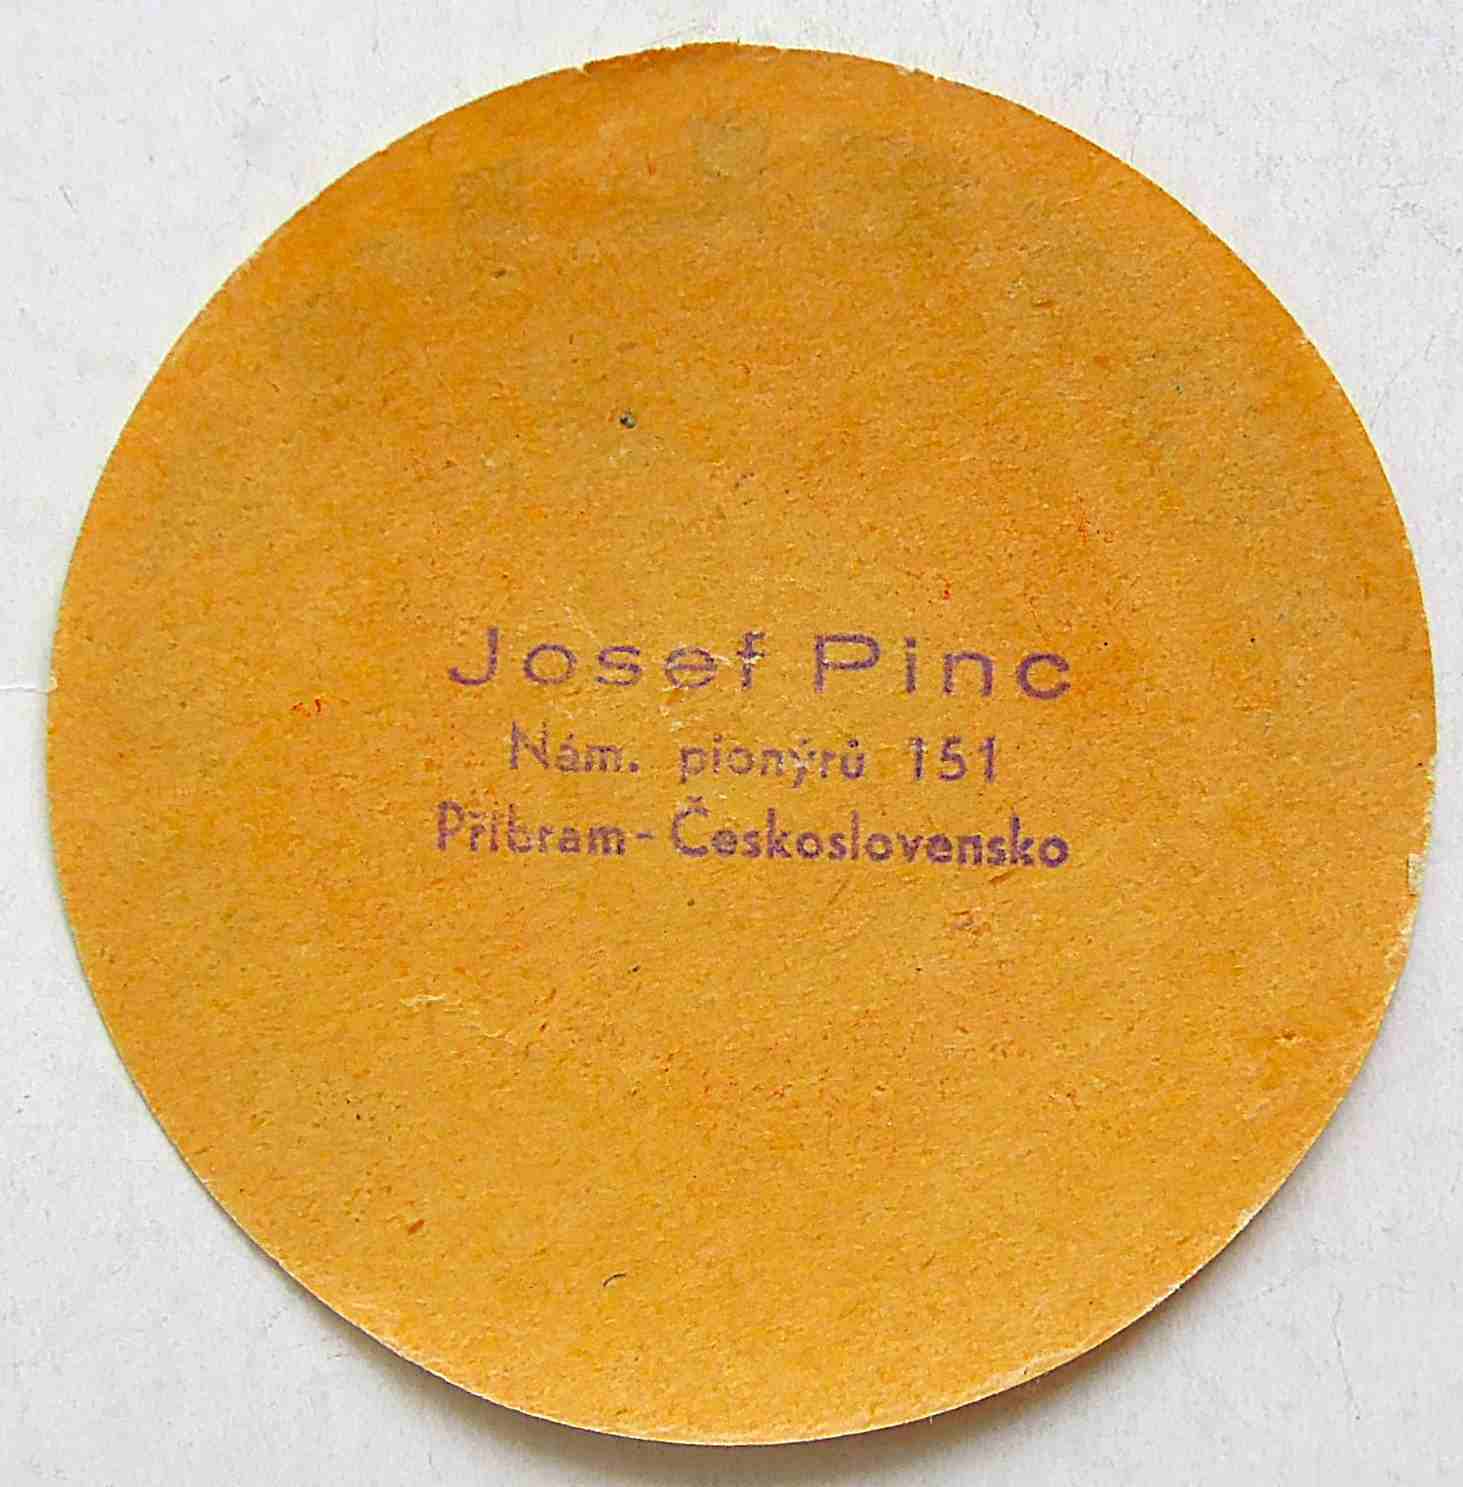 Josef Pinc
Nám. pionýrů 151
Příbram - Československo